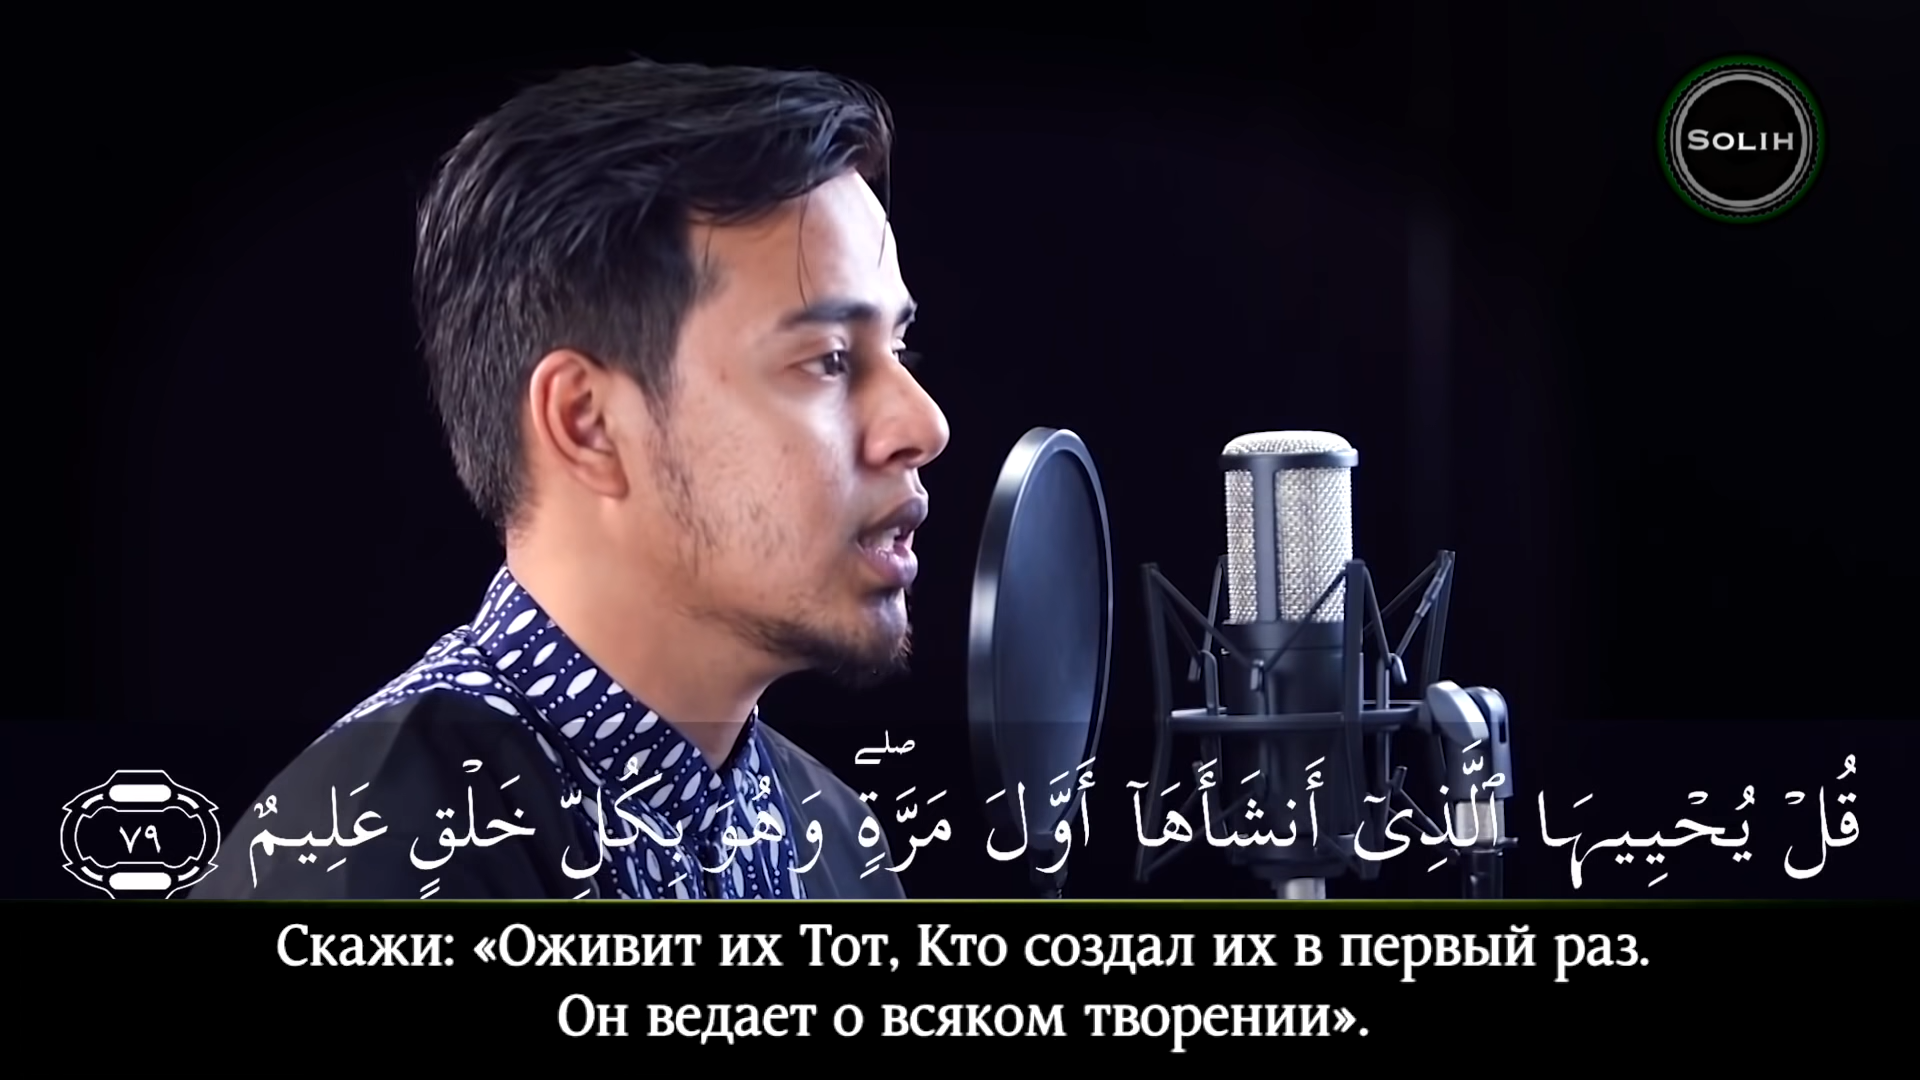 SOLIH
قُلْ يُحْيِيهَا ٱلَّذِىٓ أَنشَأَهَآ أَوَّلَ مَرَّةٍۢ ۖ وَهُوَ بِكُلِّ خَلْقٍ عَلِيمٌ ٧٩
Скажи: «Оживит их Тот, Кто создал их в первый раз.
Он ведает о всяком творении».